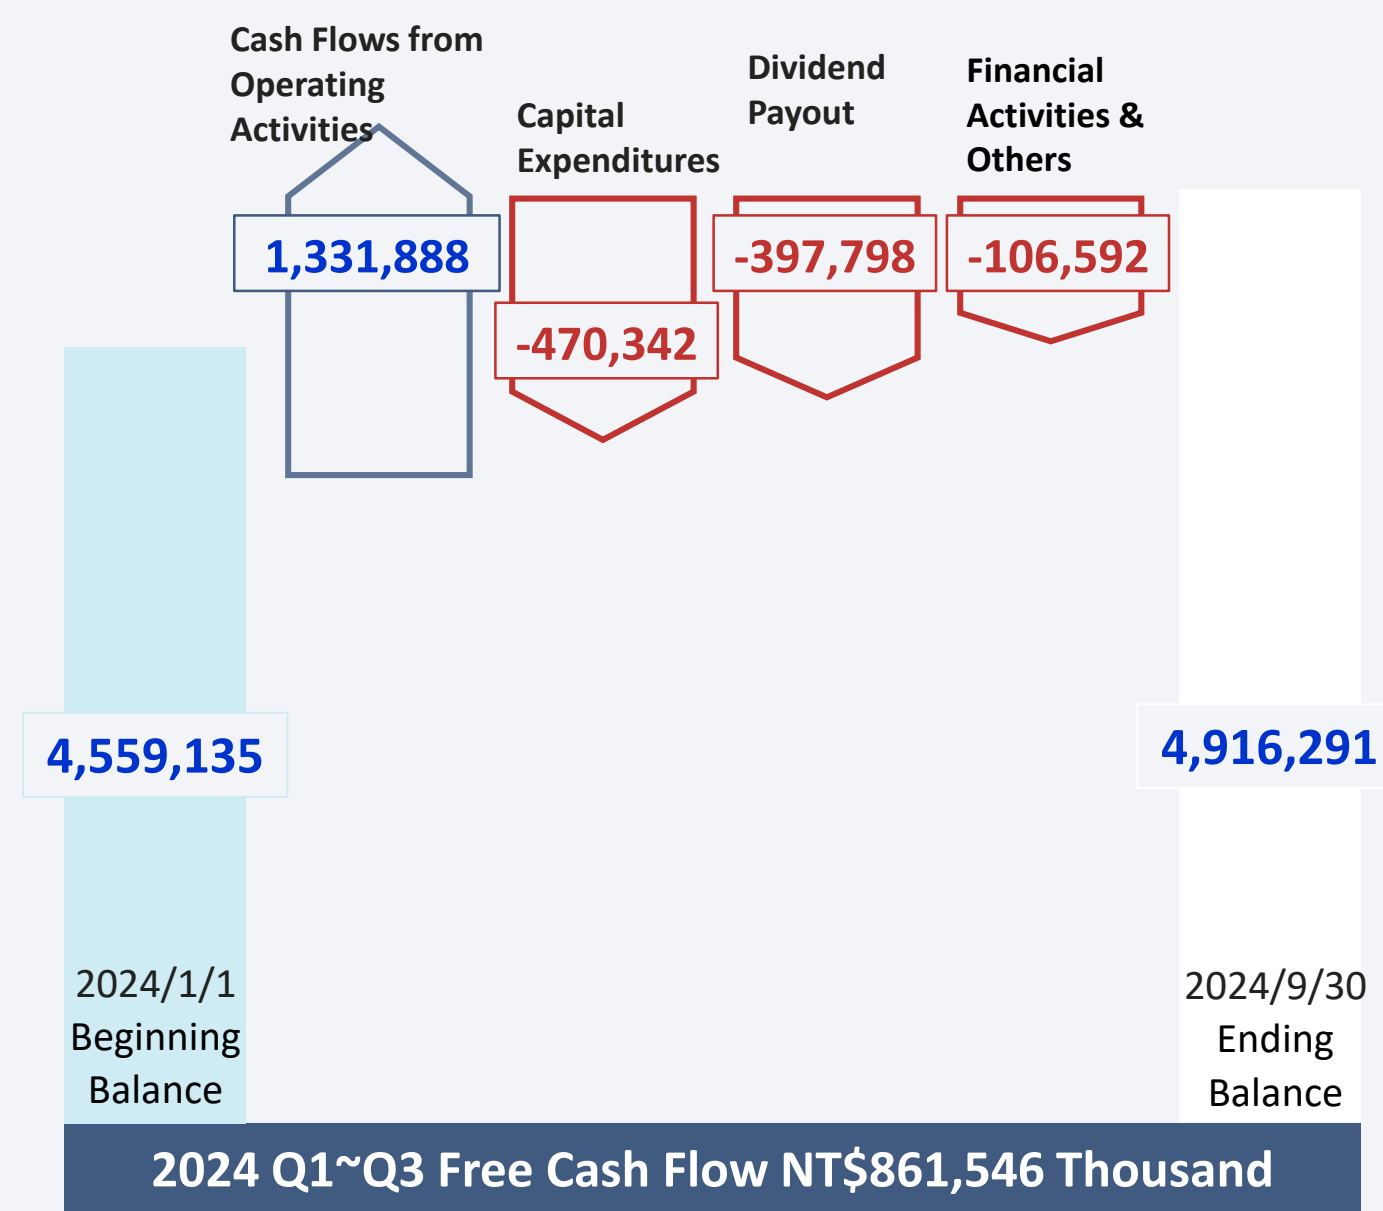 Cash Flows from
Operating
Activities
1,331,888
Capital
Expenditures
-470,342
Dividend
Payout
-397,798
Financial
Activities &
Others
-106,592
4,559,135
2024/1/1
Beginning
Balance
4,916,291
2024/9/30
Ending
Balance
2024 Q1~Q3 Free Cash Flow NT$861,546 Thousand